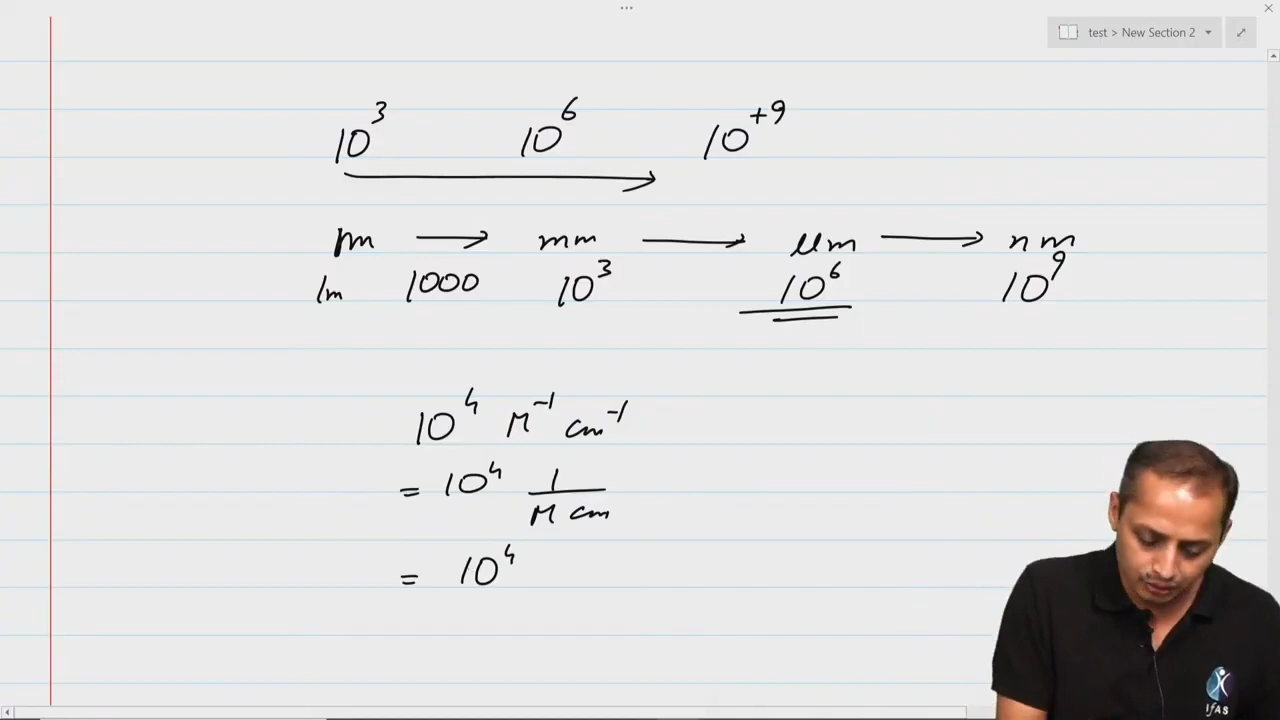 test > New Section 2
10³ 10⁶ 10⁺⁹
m → mm → µm → nm
1m 1000 10³ 10⁶ 10⁹
10⁴ M⁻¹ cm⁻¹
= 10⁴ 1/M cm
= 10⁴
IFAS